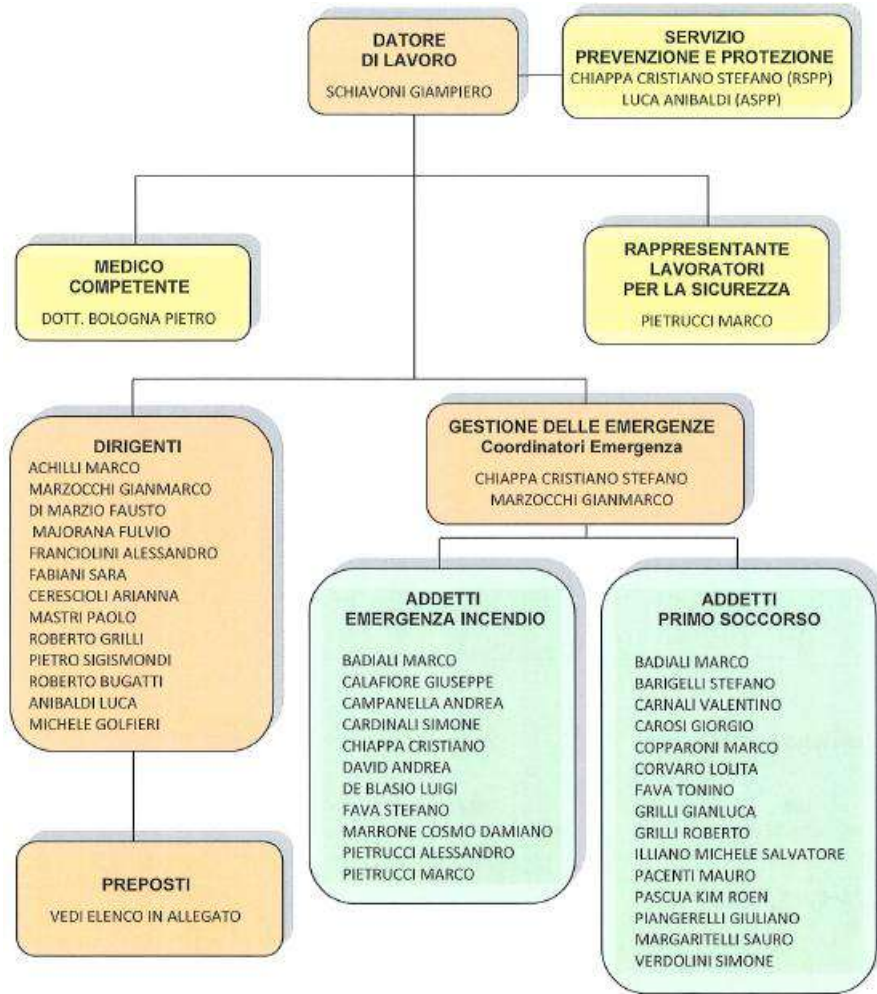 DATORE
DI LAVORO
SCHIAVONI GIAMPIERO
SERVIZIO
PREVENZIONE E PROTEZIONE
CHIAPPA CRISTIANO STEFANO (RSPP)
LUCA ANIBALDI (ASPP)
MEDICO
COMPETENTE
DOTT. BOLOGNA PIETRO
RAPPRESENTANTE
LAVORATORI
PER LA SICUREZZA
PIETRUCCI MARCO
DIRIGENTI
ACHILLI MARCO
MARZOCCHI GIANMARCO
DI MARZIO FAUSTO
MAJORANA FULVIO
FRANCIOLINI ALESSANDRO
FABIANI SARA
CERESCIOLI ARIANNA
MASTRI PAOLO
ROBERTO GRILLI
PIETRO SIGISMONDI
ROBERTO BUGATTI
ANIBALDI LUCA
MICHELE GOLFIERI
GESTIONE DELLE EMERGENZE
Coordinatori Emergenza
CHIAPPA CRISTIANO STEFANO
MARZOCCHI GIANMARCO
PREPOSTI
VEDI ELENCO IN ALLEGATO
ADDETTI
EMERGENZA INCENDIO
BADIALI MARCO
CALAFIORE GIUSEPPE
CAMPANELLA ANDREA
CARDINALI SIMONE
CHIAPPA CRISTIANO
DAVID ANDREA
DE BLASIO LUIGI
FAVA STEFANO
MARRONE COSMO DAMIANO
PIETRUCCI ALESSANDRO
PIETRUCCI MARCO
ADDETTI
PRIMO SOCCORSO
BADIALI MARCO
BARIGELLI STEFANO
CARNALI VALENTINO
CAROSI GIORGIO
COPPARONI MARCO
CORVARO LOLITA
FAVA TONINO
GRILLI GIANLUCA
GRILLI ROBERTO
ILLIANO MICHELE SALVATORE
PACENTI MAURO
PASCUA KIM ROEN
PIANGERELLI GIULIANO
MARGARITELLI SAURO
VERDOLINI SIMONE